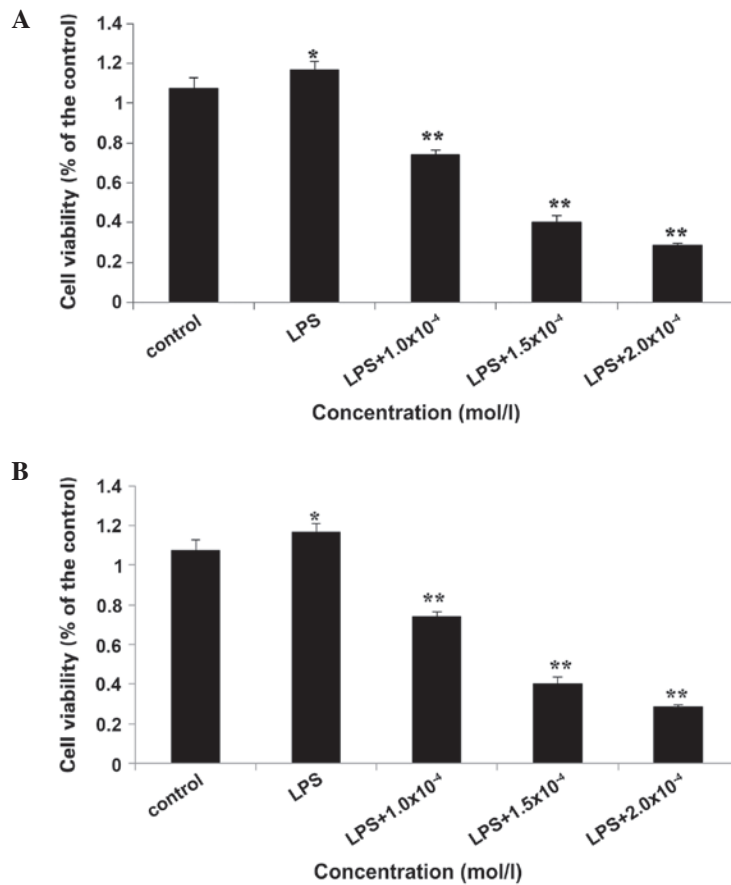 A
Cell viability (% of the control)
1.4
1.2
1
0.8
0.6
0.4
0.2
0
*
**
**
**
control
LPS
LPS+1.0x10⁻⁴
LPS+1.5x10⁻⁴
LPS+2.0x10⁻⁴
Concentration (mol/l)
B
Cell viability (% of the control)
1.4
1.2
1
0.8
0.6
0.4
0.2
0
*
**
**
**
control
LPS
LPS+1.0x10⁻⁴
LPS+1.5x10⁻⁴
LPS+2.0x10⁻⁴
Concentration (mol/l)